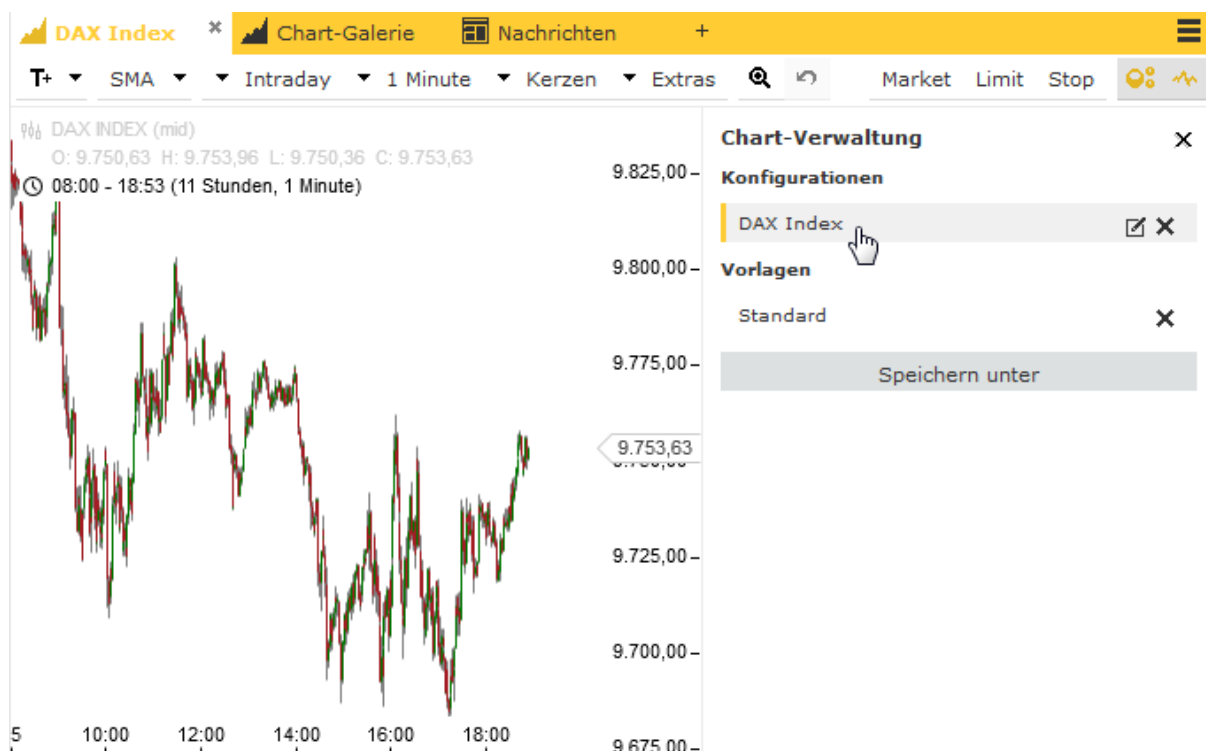 DAX Index
Chart-Galerie
Nachrichten
+
T+
SMA
Intraday
1 Minute
Kerzen
Extras
Market
Limit
Stop
DAX INDEX (mid)
O: 9.750,63 H: 9.753,96 L: 9.750,36 C: 9.753,63
08:00 - 18:53 (11 Stunden, 1 Minute)
9.825,00
9.800,00
9.775,00
9.753,63
9.725,00
9.700,00
9.675,00
5
10:00
12:00
14:00
16:00
18:00
Chart-Verwaltung
Konfigurationen
DAX Index
Vorlagen
Standard
Speichern unter